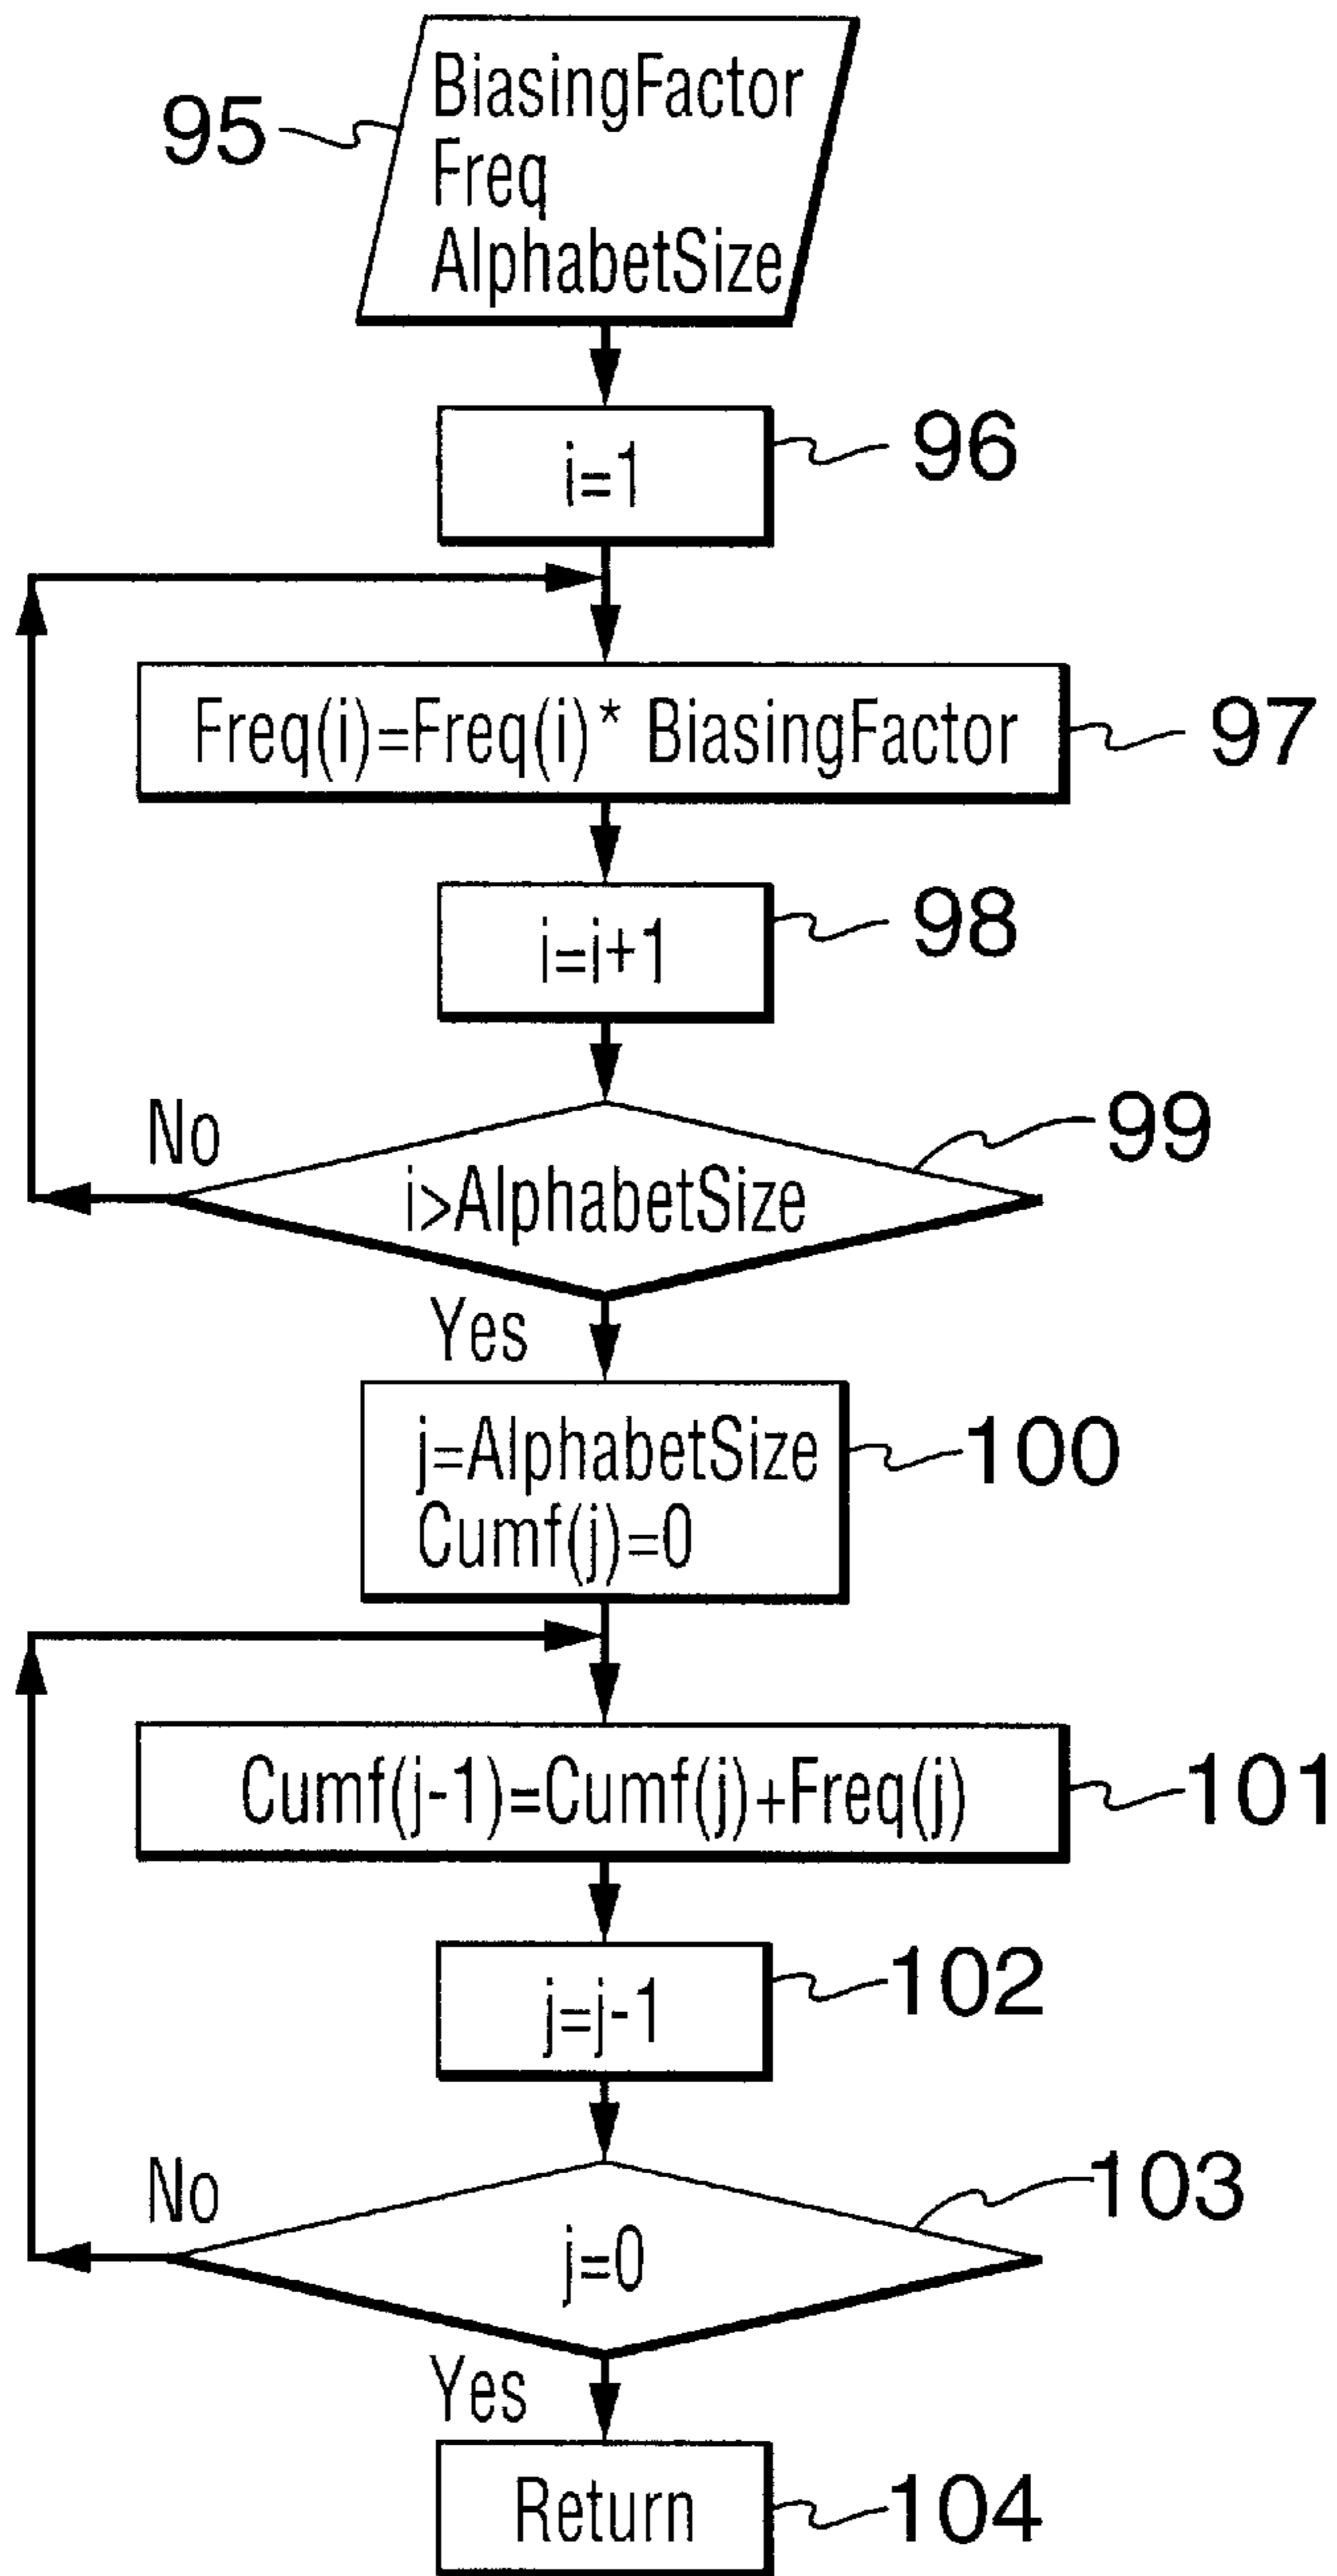 BiasingFactor
Freq
AlphabetSize
95
i=1
96
Freq(i)=Freq(i)* BiasingFactor
97
i=i+1
98
No
i>AlphabetSize
99
Yes
j=AlphabetSize
Cumf(j)=0
100
Cumf(j-1)=Cumf(j)+Freq(j)
101
j=j-1
102
No
j=0
103
Yes
Return
104